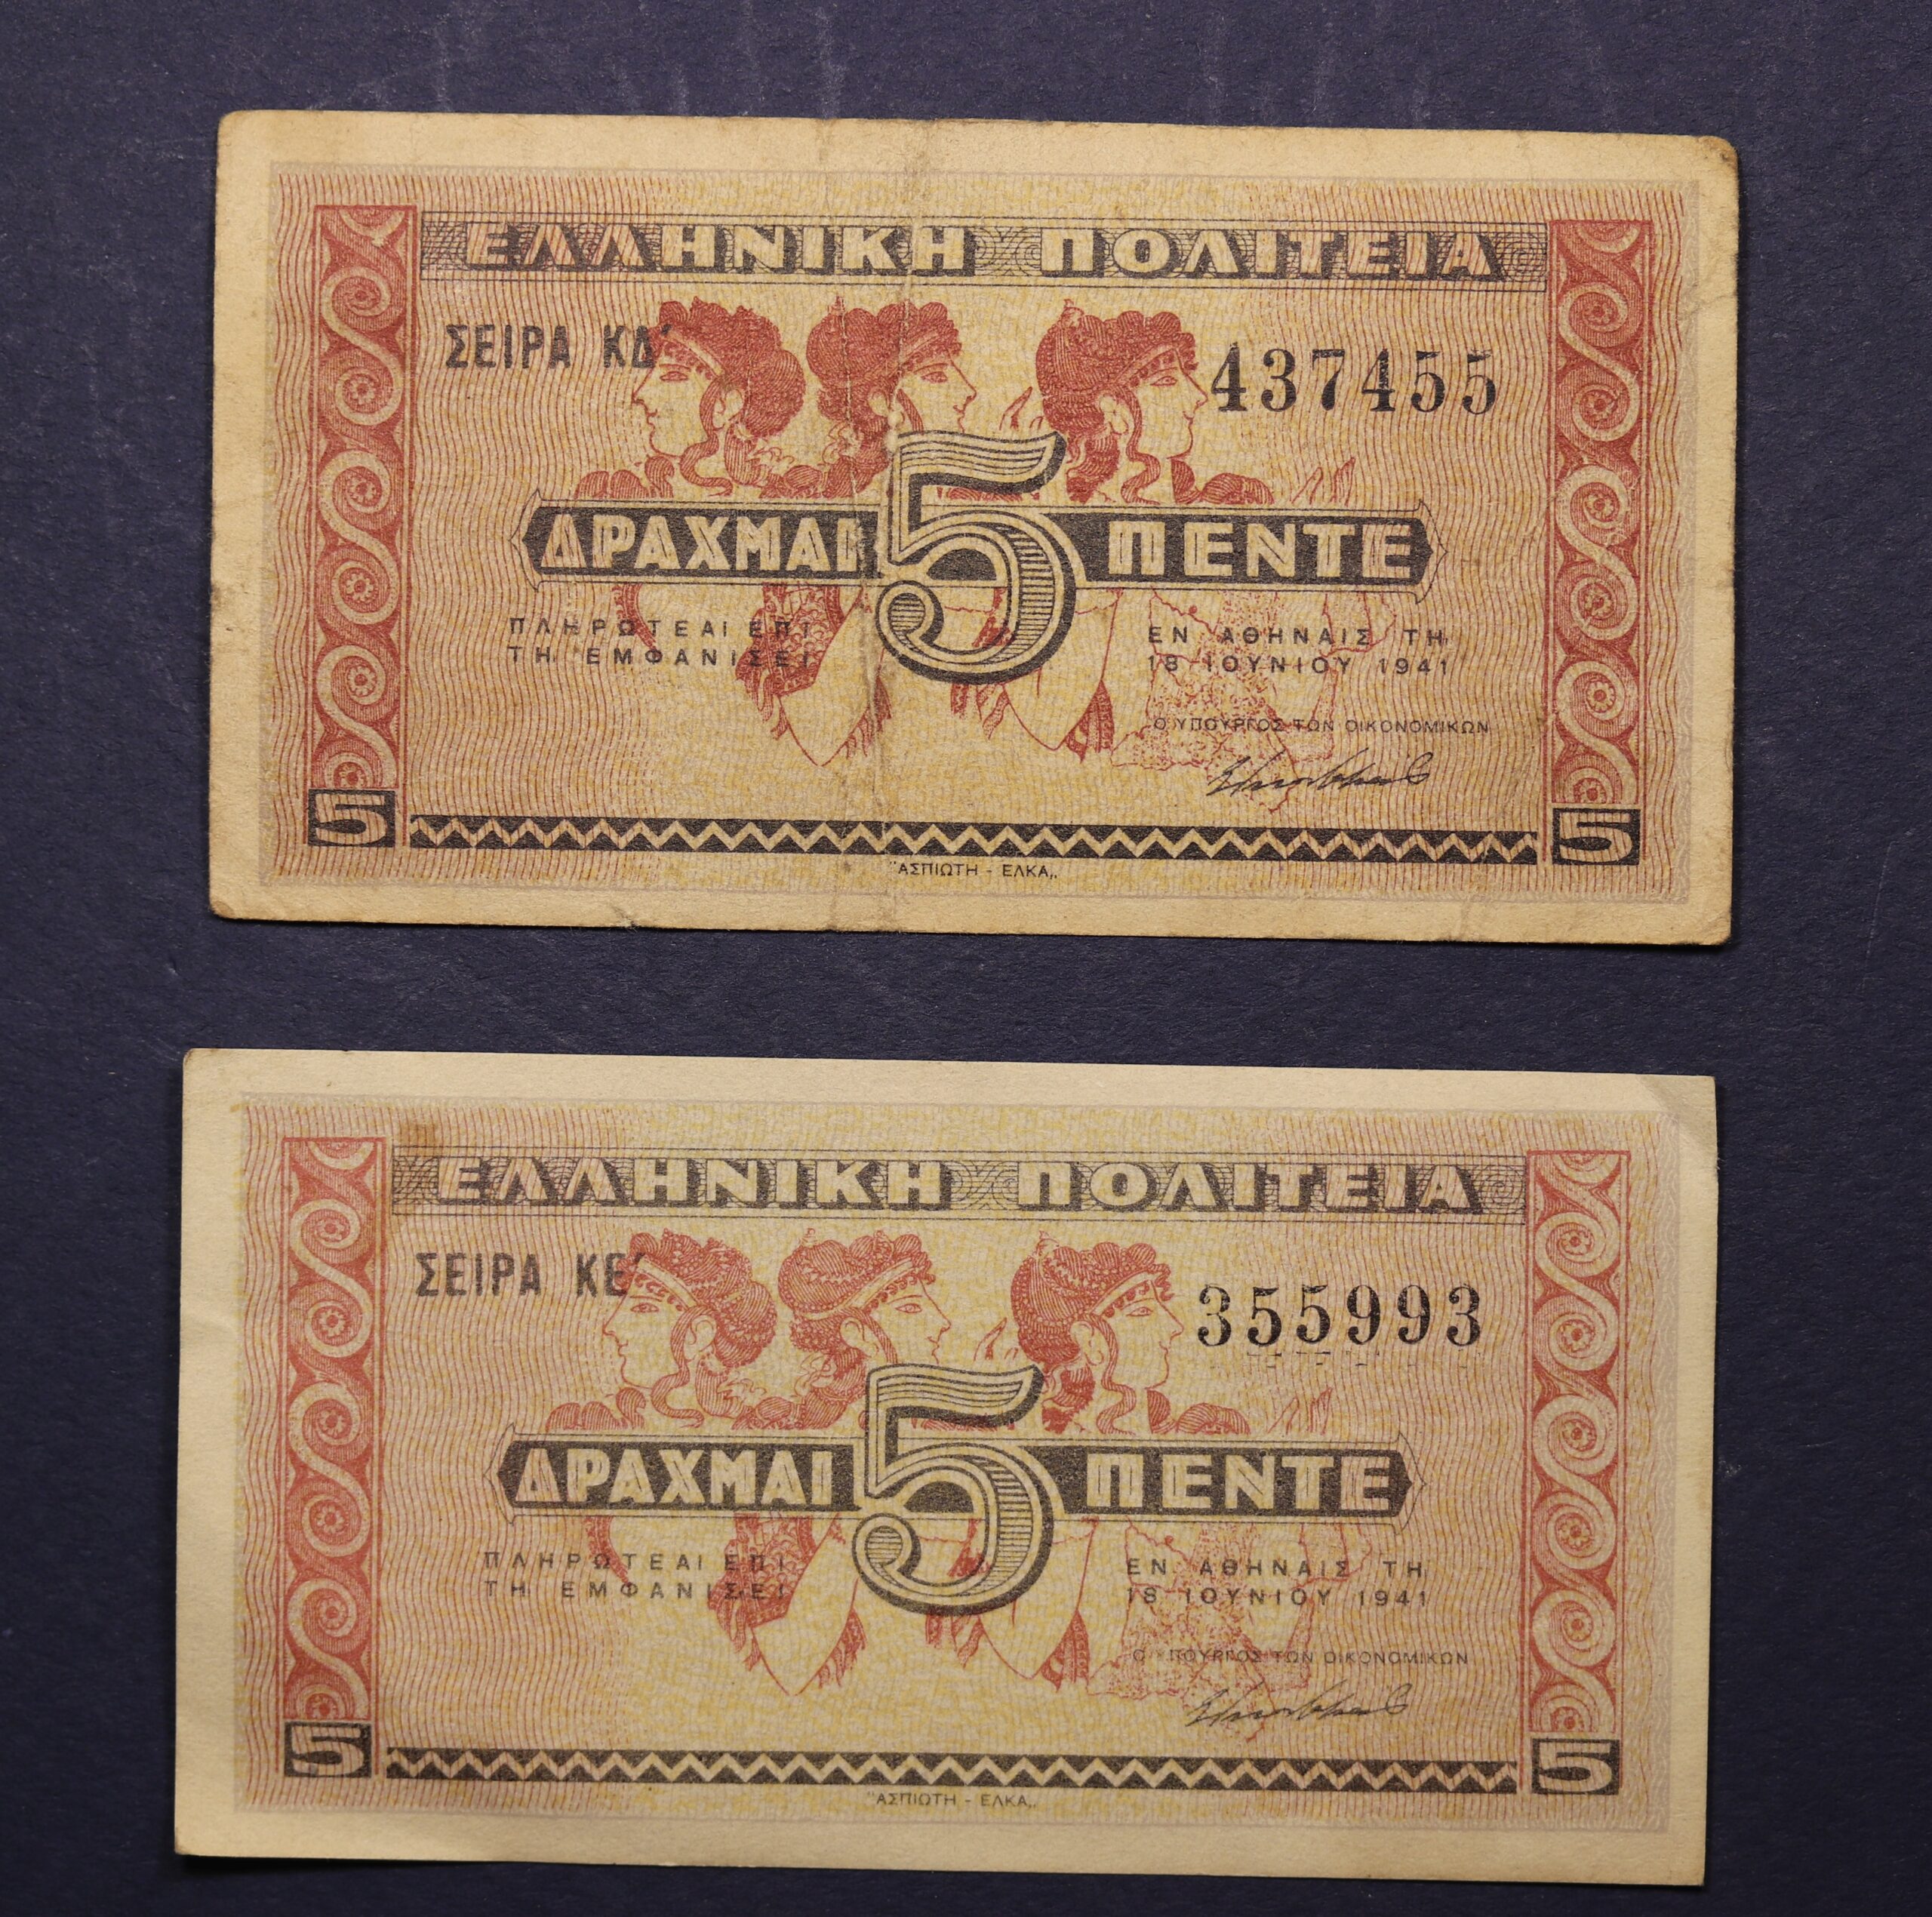 ΕΛΛΗΝΙΚΗ ΠΟΛΙΤΕΙΑ
ΣΕΙΡΑ ΚΔ' 437455
ΔΡΑΧΜΑΙ 5 ΠΕΝΤΕ
ΠΛΗΡΩΤΕΑΙ ΕΠΙ
ΤΗ ΕΜΦΑΝΙΣΕΙ
ΕΝ ΑΘΗΝΑΙΣ ΤΗ
18 ΙΟΥΝΙΟΥ 1941
Ο ΥΠΟΥΡΓΟΣ ΤΩΝ ΟΙΚΟΝΟΜΙΚΩΝ
5 5
"ΑΣΠΙΩΤΗ - ΕΛΚΑ„
ΕΛΛΗΝΙΚΗ ΠΟΛΙΤΕΙΑ
ΣΕΙΡΑ ΚΕ' 355993
ΔΡΑΧΜΑΙ 5 ΠΕΝΤΕ
ΠΛΗΡΩΤΕΑΙ ΕΠΙ
ΤΗ ΕΜΦΑΝΙΣΕΙ
ΕΝ ΑΘΗΝΑΙΣ ΤΗ
18 ΙΟΥΝΙΟΥ 1941
Ο ΥΠΟΥΡΓΟΣ ΤΩΝ ΟΙΚΟΝΟΜΙΚΩΝ
5 5
"ΑΣΠΙΩΤΗ - ΕΛΚΑ„